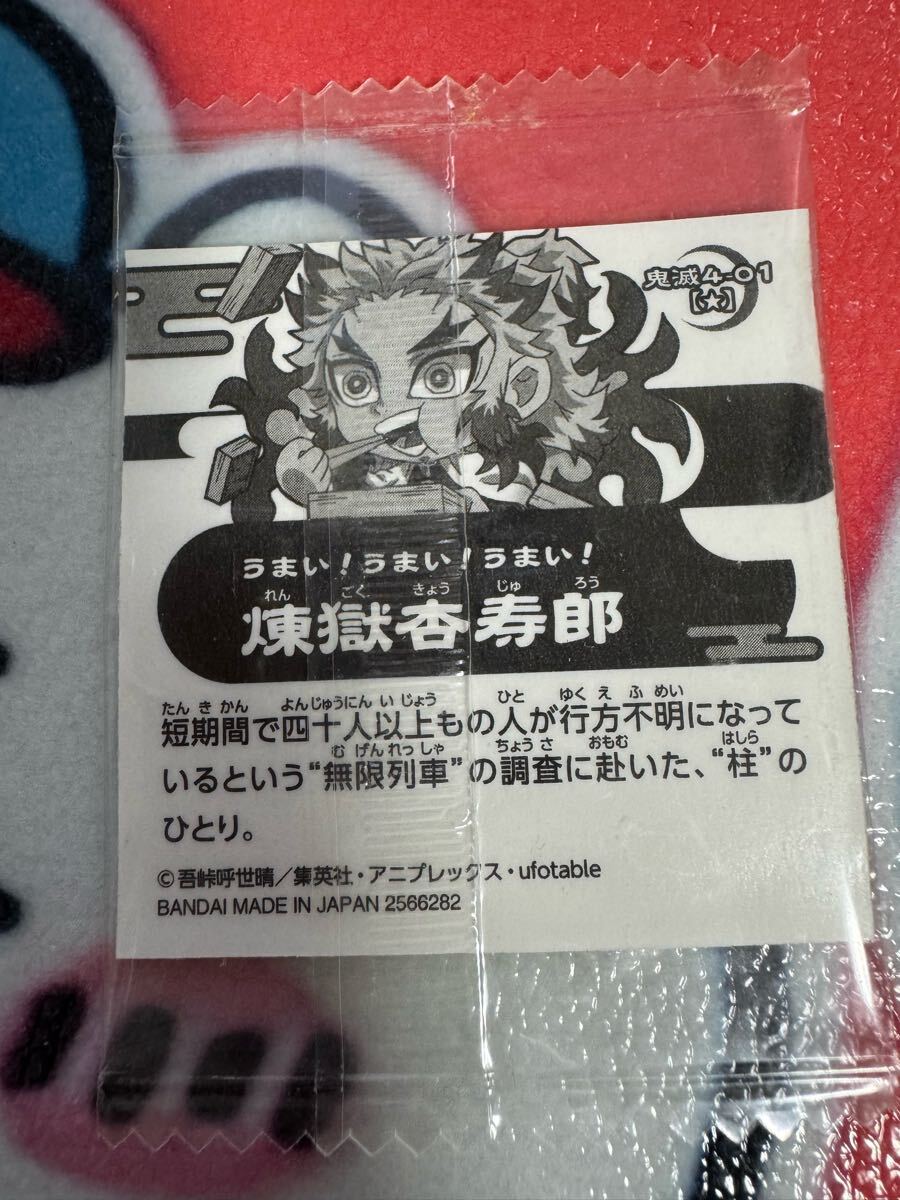 鬼滅4-01
[★]
うまい!うまい!うまい!
れん ごく きょう じゅ ろう
煉獄杏寿郎
たんきかん よんじゅうにんいじょう ひと ゆくえふめい
短期間で四十人以上もの人が行方不明になって
むげんれっしゃ ちょうさ おもむ はしら
いるという“無限列車”の調査に赴いた、“柱”の
ひとり。
©吾峠呼世晴/集英社・アニプレックス・ufotable
BANDAI MADE IN JAPAN 2566282